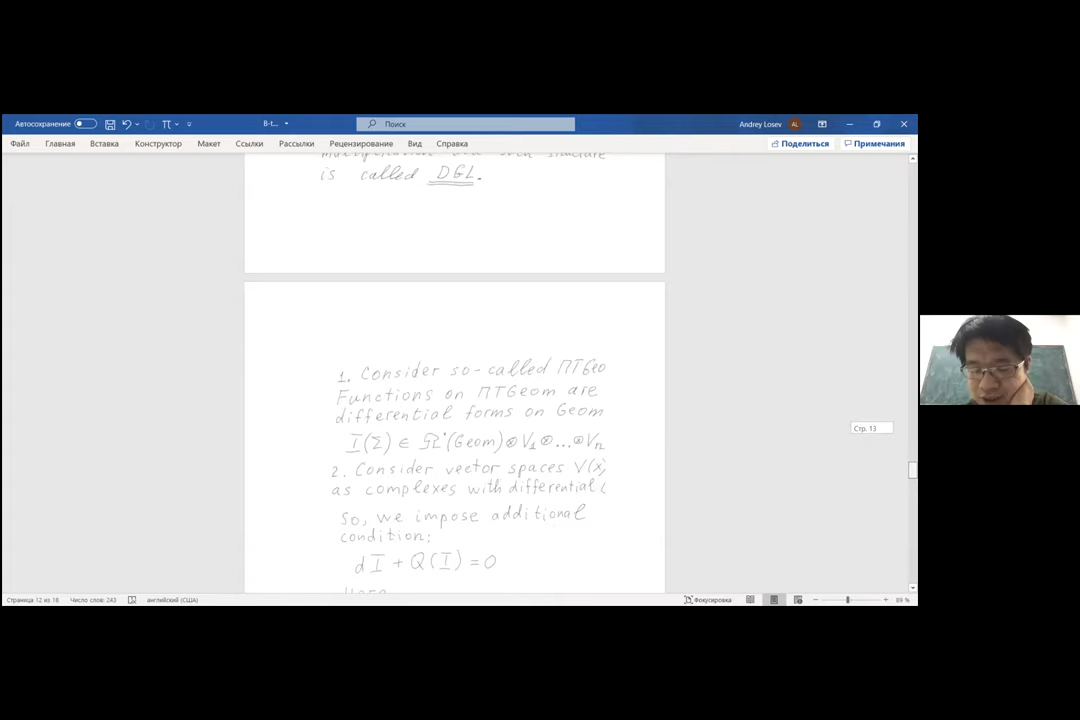 Автосохранение
B-t...
Поиск
Andrey Losev AL
Файл Главная Вставка Конструктор Макет Ссылки Рассылки Рецензирование Вид Справка Поделиться Примечания
is called DGL.
1. Consider so-called ΠTGeo
Functions on ΠTGeom are
differential forms on Geom
I(Σ) ∈ Ω˙(Geom)⊗V₁⊗...⊗Vₙ
2. Consider vector spaces V(x)
as complexes with differential
So, we impose additional
condition:
dI + Q(I) = 0
Стр. 13
Страница 12 из 18 Число слов: 243 английский (США) Фокусировка 89 %